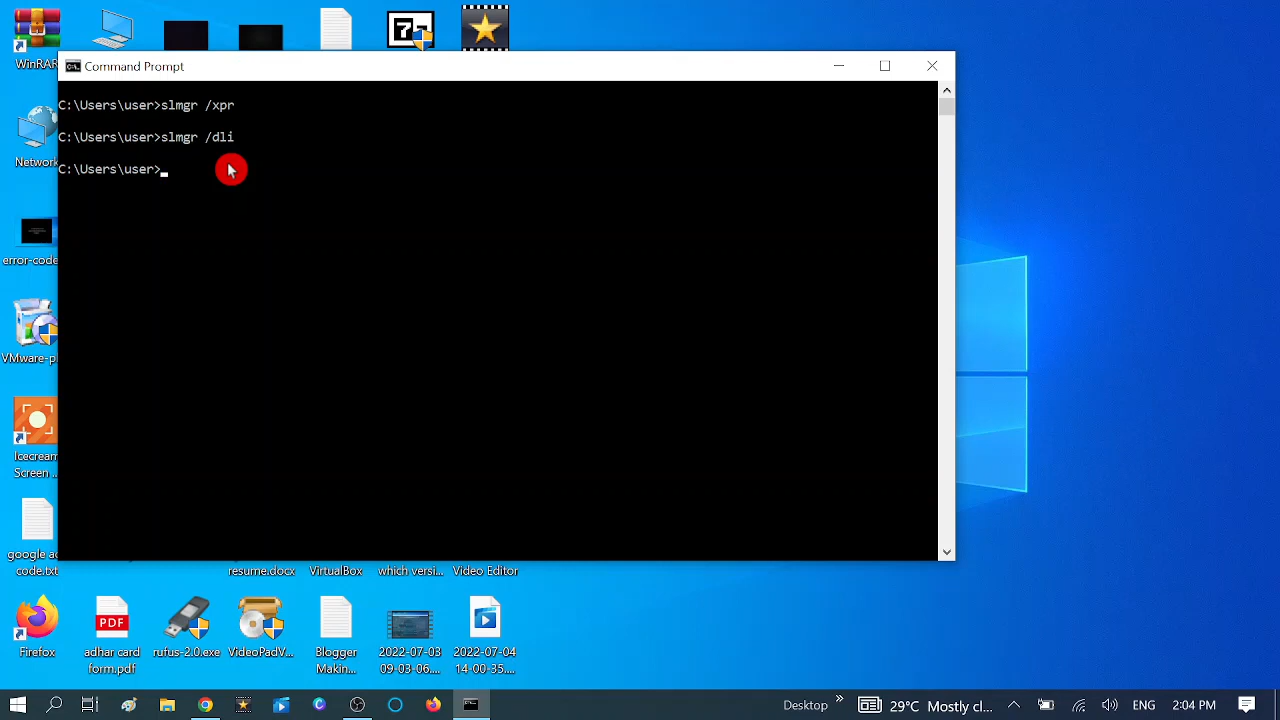 WinRAR
Command Prompt
C:\Users\user>slmgr /xpr
C:\Users\user>slmgr /dli
C:\Users\user>
Network
error-code
VMware-p
Icecream
Screen ...
google ad
code.txt
resume.docx
VirtualBox
which versi...
Video Editor
Firefox
PDF
adhar card
form.pdf
rufus-2.0.exe
VideoPadV...
Blogger
Makin...
2022-07-03
09-03-06....
2022-07-04
14-00-35....
Desktop
29°C Mostly cl...
ENG
2:04 PM